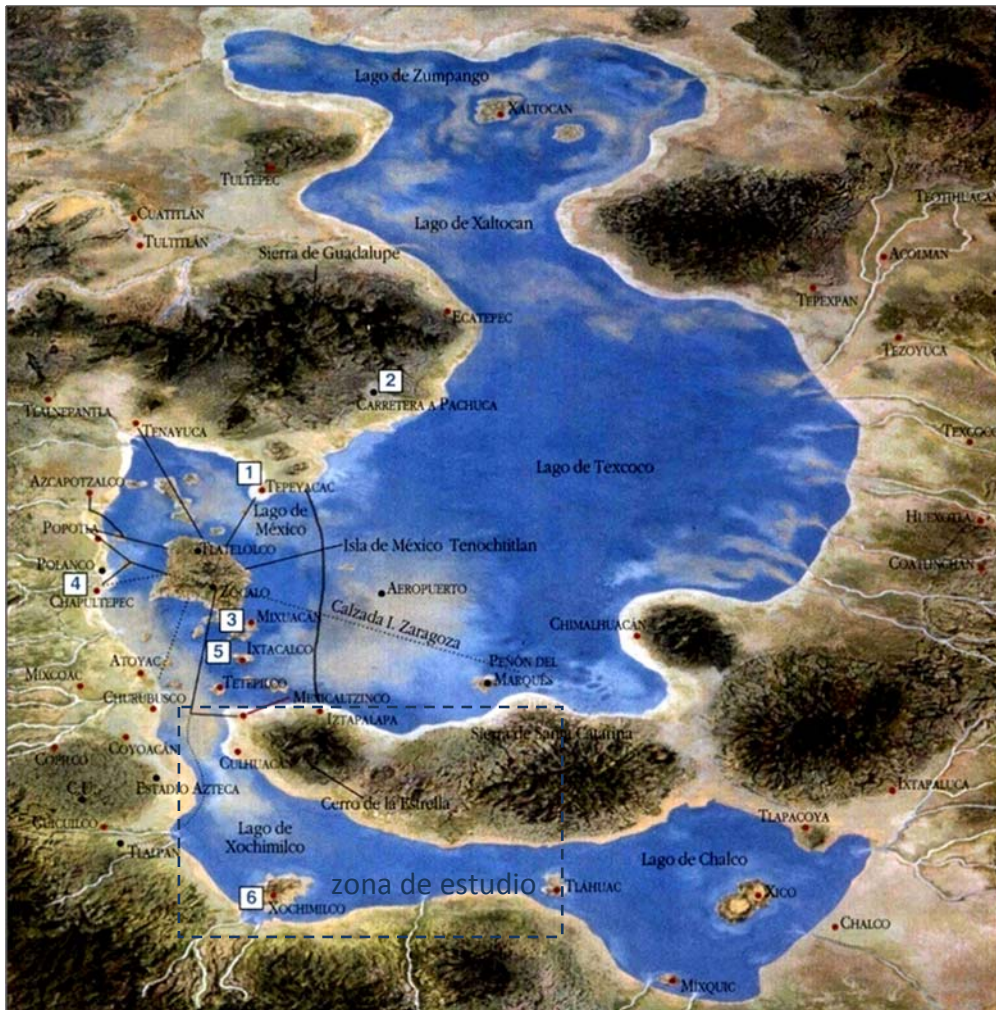 Lago de Zumpango
XALTOCAN
TULTEPEC
TEOTIHUACAN
CUATITLÁN
Lago de Xaltocan
TULTITLÁN
Sierra de Guadalupe
ACOLMAN
TEPEXPAN
ECATEPEC
TEZOYUCA
2
CARRETERA A PACHUCA
TLALNEPANTLA
TENAYUCA
TEXCOCO
Lago de Texcoco
1
TEPEYACAC
AZCAPOTZALCO
Lago de
México
HUEXOTLA
POPOTLA
TLATELOLCO
Isla de México Tenochtitlan
POLANCO
COATLINCHAN
4
CHAPULTEPEC
ZÓCALO
AEROPUERTO
Calzada I. Zaragoza
3
MIXUACAN
CHIMALHUACÁN
5
IXTACALCO
ATOYAC
PEÑÓN DEL
MARQUÉS
MIXCOAC
TETEPILCO
CHURUBUSCO
MEXICALTZINCO
IZTAPALAPA
Sierra de Santa Catarina
COYOACÁN
CULHUACÁN
ESTADIO AZTECA
IXTAPALUCA
C.U.
Cerro de la Estrella
CUICUILCO
TLAPACOYA
Lago de
Xochimilco
TLALPAN
Lago de Chalco
zona de estudio
TLÁHUAC
6
XOCHIMILCO
XICO
CHALCO
MIXQUIC